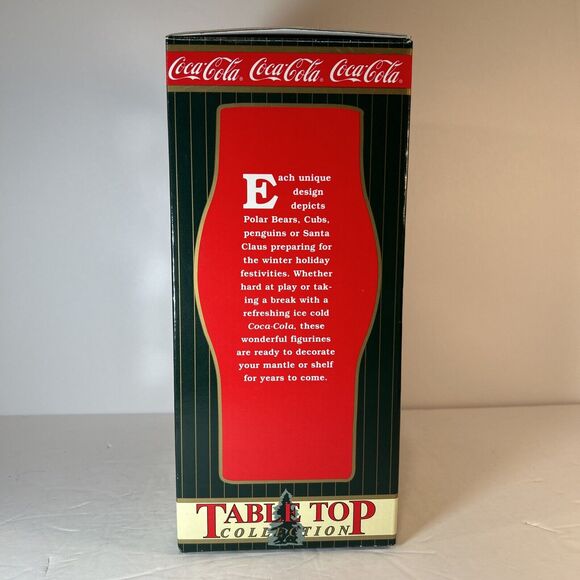 Coca-Cola® Coca-Cola® Coca-Cola®
Each unique
design
depicts
Polar Bears, Cubs,
penguins or Santa
Claus preparing for
the winter holiday
festivities. Whether
hard at play or tak-
ing a break with a
refreshing ice cold
Coca-Cola, these
wonderful figurines
are ready to decorate
your mantle or shelf
for years to come.
TABLE TOP
COLLECTION